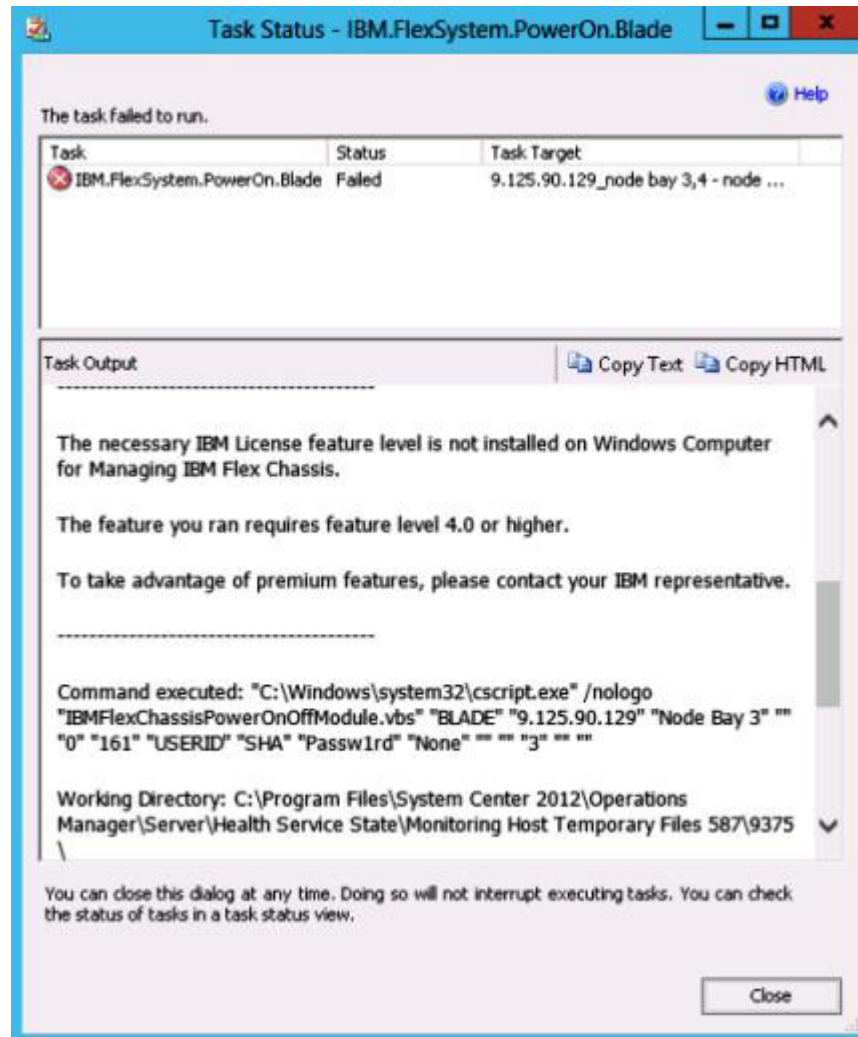 Task Status - IBM.FlexSystem.PowerOn.Blade
Help
The task failed to run.
Task Status Task Target
IBM.FlexSystem.PowerOn.Blade Failed 9.125.90.129_node bay 3,4 - node ...
Task Output Copy Text Copy HTML
----------------------------------------
The necessary IBM License feature level is not installed on Windows Computer
for Managing IBM Flex Chassis.
The feature you ran requires feature level 4.0 or higher.
To take advantage of premium features, please contact your IBM representative.
----------------------------------------
Command executed: "C:\Windows\system32\cscript.exe" /nologo
"IBMFlexChassisPowerOnOffModule.vbs" "BLADE" "9.125.90.129" "Node Bay 3" ""
"0" "161" "USERID" "SHA" "Passw1rd" "None" "" "" "3" "" ""
Working Directory: C:\Program Files\System Center 2012\Operations
Manager\Server\Health Service State\Monitoring Host Temporary Files 587\9375
\
You can close this dialog at any time. Doing so will not interrupt executing tasks. You can check
the status of tasks in a task status view.
Close